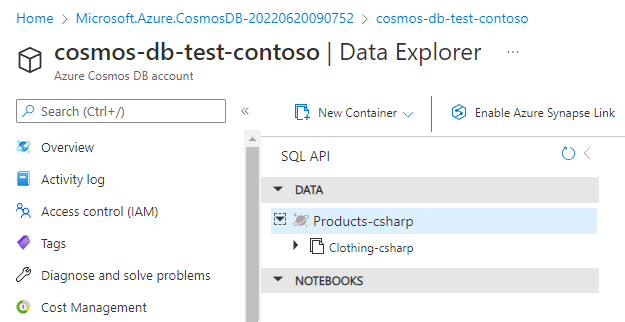 Home > Microsoft.Azure.CosmosDB-20220620090752 > cosmos-db-test-contoso
cosmos-db-test-contoso | Data Explorer ...
Azure Cosmos DB account
Search (Ctrl+/)
«
New Container
Enable Azure Synapse Link
Overview
Activity log
Access control (IAM)
Tags
Diagnose and solve problems
Cost Management
SQL API
DATA
Products-csharp
Clothing-csharp
NOTEBOOKS